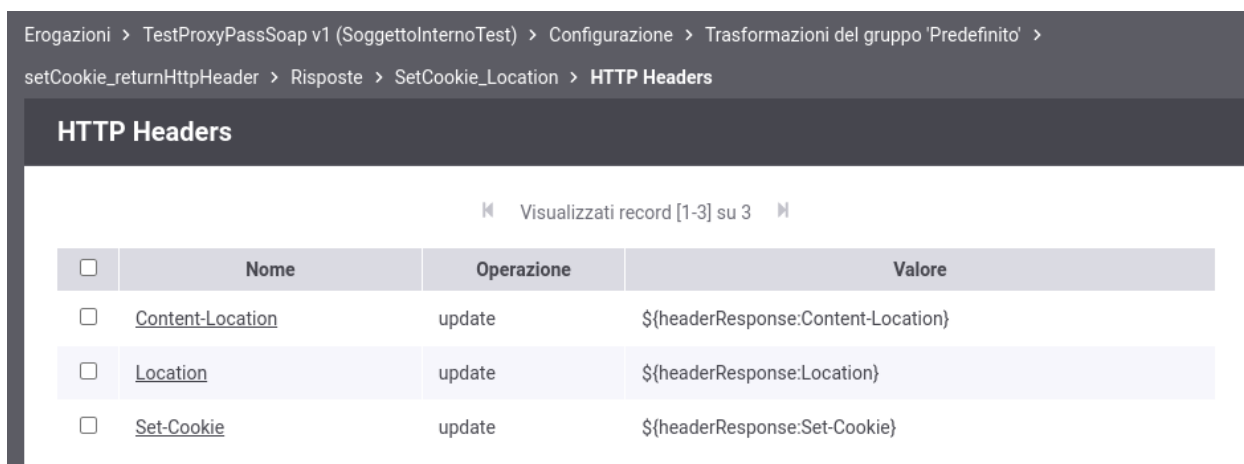 Erogazioni > TestProxyPassSoap v1 (SoggettoInternoTest) > Configurazione > Trasformazioni del gruppo 'Predefinito' >
setCookie_returnHttpHeader > Risposte > SetCookie_Location > HTTP Headers
HTTP Headers
Visualizzati record [1-3] su 3
Nome Operazione Valore
Content-Location update ${headerResponse:Content-Location}
Location update ${headerResponse:Location}
Set-Cookie update ${headerResponse:Set-Cookie}